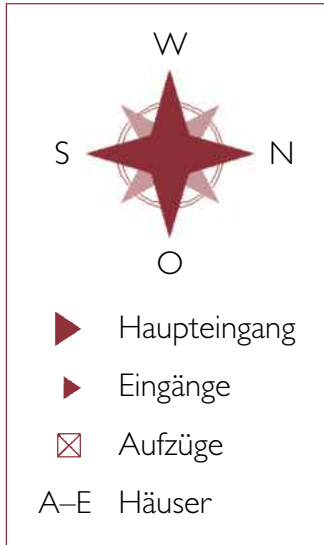 W
S N
O
Haupteingang
Eingänge
Aufzüge
A–E Häuser